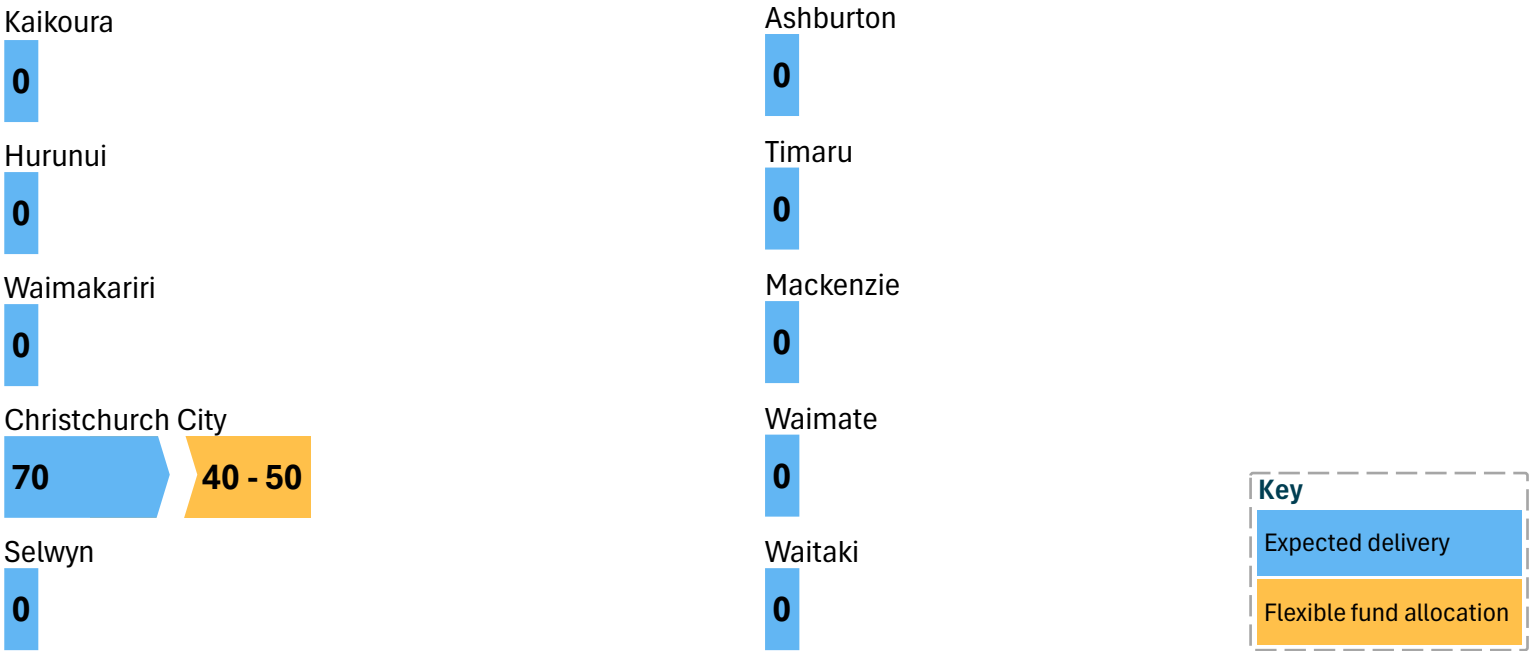 Kaikoura
0
Hurunui
0
Waimakariri
0
Christchurch City
70
40 - 50
Selwyn
0
Ashburton
0
Timaru
0
Mackenzie
0
Waimate
0
Waitaki
0
Key
Expected delivery
Flexible fund allocation